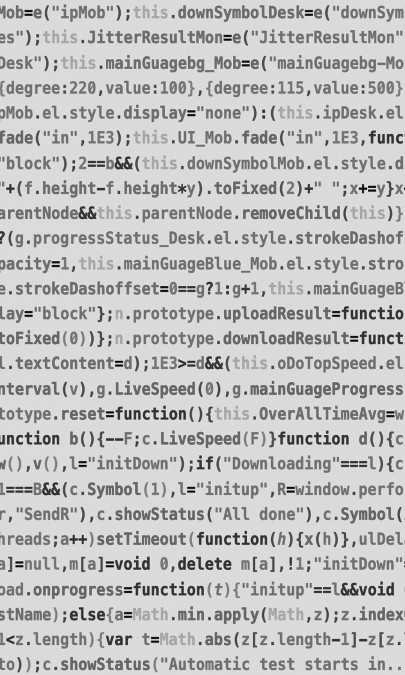 Mob=e("ipMob");this.downSymbolDesk=e("downSym
es");this.JitterResultMon=e("JitterResultMon"
Desk");this.mainGuagebg_Mob=e("mainGuagebg-Mo
{degree:220,value:100},{degree:115,value:500}
pMob.el.style.display="none"):(this.ipDesk.el
fade("in",1E3);this.UI_Mob.fade("in",1E3,func
"block");2==b&&(this.downSymbolMob.el.style.d
"+(f.height-f.height*y).toFixed(2)+" ";x+=y}x
arentNode&&this.parentNode.removeChild(this)}
?(g.progressStatus_Desk.el.style.strokeDashof
pacity=1,this.mainGuageBlue_Mob.el.style.stro
e.strokeDashoffset=0==g?1:g+1,this.mainGuageB
lay="block"};n.prototype.uploadResult=functio
toFixed(0))};n.prototype.downloadResult=funct
l.textContent=d);1E3>=d&&(this.oDoTopSpeed.el
nterval(v),g.LiveSpeed(0),g.mainGuageProgress
totype.reset=function(){this.OverAllTimeAvg=w
unction b(){--F;c.LiveSpeed(F)}function d(){c
w(),v(),l="initDown");if("Downloading"===l){c
1===B&&(c.Symbol(1),l="initup",R=window.perfo
r,"SendR"),c.showStatus("All done"),c.Symbol(
hreads;a++)setTimeout(function(h){x(h)},ulDel
a]=null,m[a]=void 0,delete m[a],!1;"initDown"
oad.onprogress=function(t){"initup"==l&&void
stName);else{a=Math.min.apply(Math,z);z.index
1<z.length){var t=Math.abs(z[z.length-1]-z[z.
to));c.showStatus("Automatic test starts in..